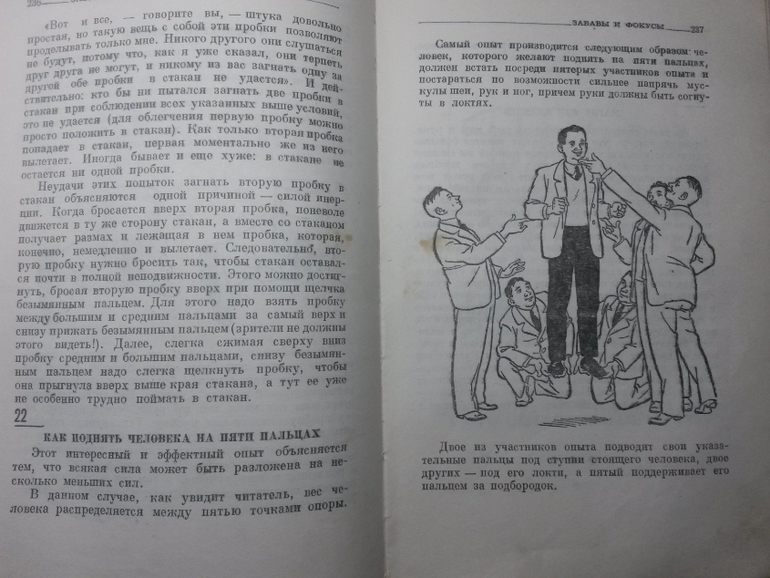 236
«Вот и все, — говорите вы, — штука довольно
простая, но такую вещь с собой эти пробки позволяют
проделывать только мне. Никого другого они слушаться
не будут, потому что, как я уже сказал, они терпеть
друг друга не могут, и никому из вас загнать одну за
другой обе пробки в стакан не удастся». И дей-
ствительно: кто бы ни пытался загнать две пробки в
стакан при соблюдении всех указанных выше условий,
это не удается (для облегчения первую пробку можно
просто положить в стакан). Как только вторая пробка
попадает в стакан, первая моментально же из него
вылетает. Иногда бывает и еще хуже: в стакане не
остается ни одной пробки.
Неудачи этих попыток загнать вторую пробку в
стакан объясняются одной причиной — силой инер-
ции. Когда бросается вверх вторая пробка, поневоле
движется в ту же сторону стакан, а вместе со стаканом
получает размах и лежащая в нем пробка, которая,
конечно, немедленно и вылетает. Следовательно, вто-
рую пробку нужно бросить так, чтобы стакан оставал-
ся почти в полной неподвижности. Этого можно достиг-
нуть, бросая вторую пробку вверх при помощи щелчка
безымянным пальцем. Для этого надо взять пробку
между большим и средним пальцами за самый верх и
снизу прижать безымянным пальцем (зрители не должны
этого видеть!). Далее, слегка сжимая сверху вниз
пробку средним и большим пальцами, снизу безымян-
ным пальцем надо слегка щелкнуть пробку, чтобы
она прыгнула вверх выше края стакана, а тут ее уже
не особенно трудно поймать в стакан.
22
КАК ПОДНЯТЬ ЧЕЛОВЕКА НА ПЯТИ ПАЛЬЦАХ
Этот интересный и эффектный опыт объясняется
тем, что всякая сила может быть разложена на не-
сколько меньших сил.
В данном случае, как увидит читатель, вес че-
ловека распределяется между пятью точками опоры.
ЗАБАВЫ И ФОКУСЫ 237
Самый опыт производится следующим образом: че-
ловек, которого желают поднять на пяти пальцах,
должен встать посреди пятерых участников опыта и
постараться по возможности сильнее напрячь мус-
кулы шеи, рук и ног, причем руки должны быть согну-
ты в локтях.
Двое из участников опыта подводят свои указа-
тельные пальцы под ступни стоящего человека, двое
других — под его локти, а пятый поддерживает его
пальцем за подбородок.